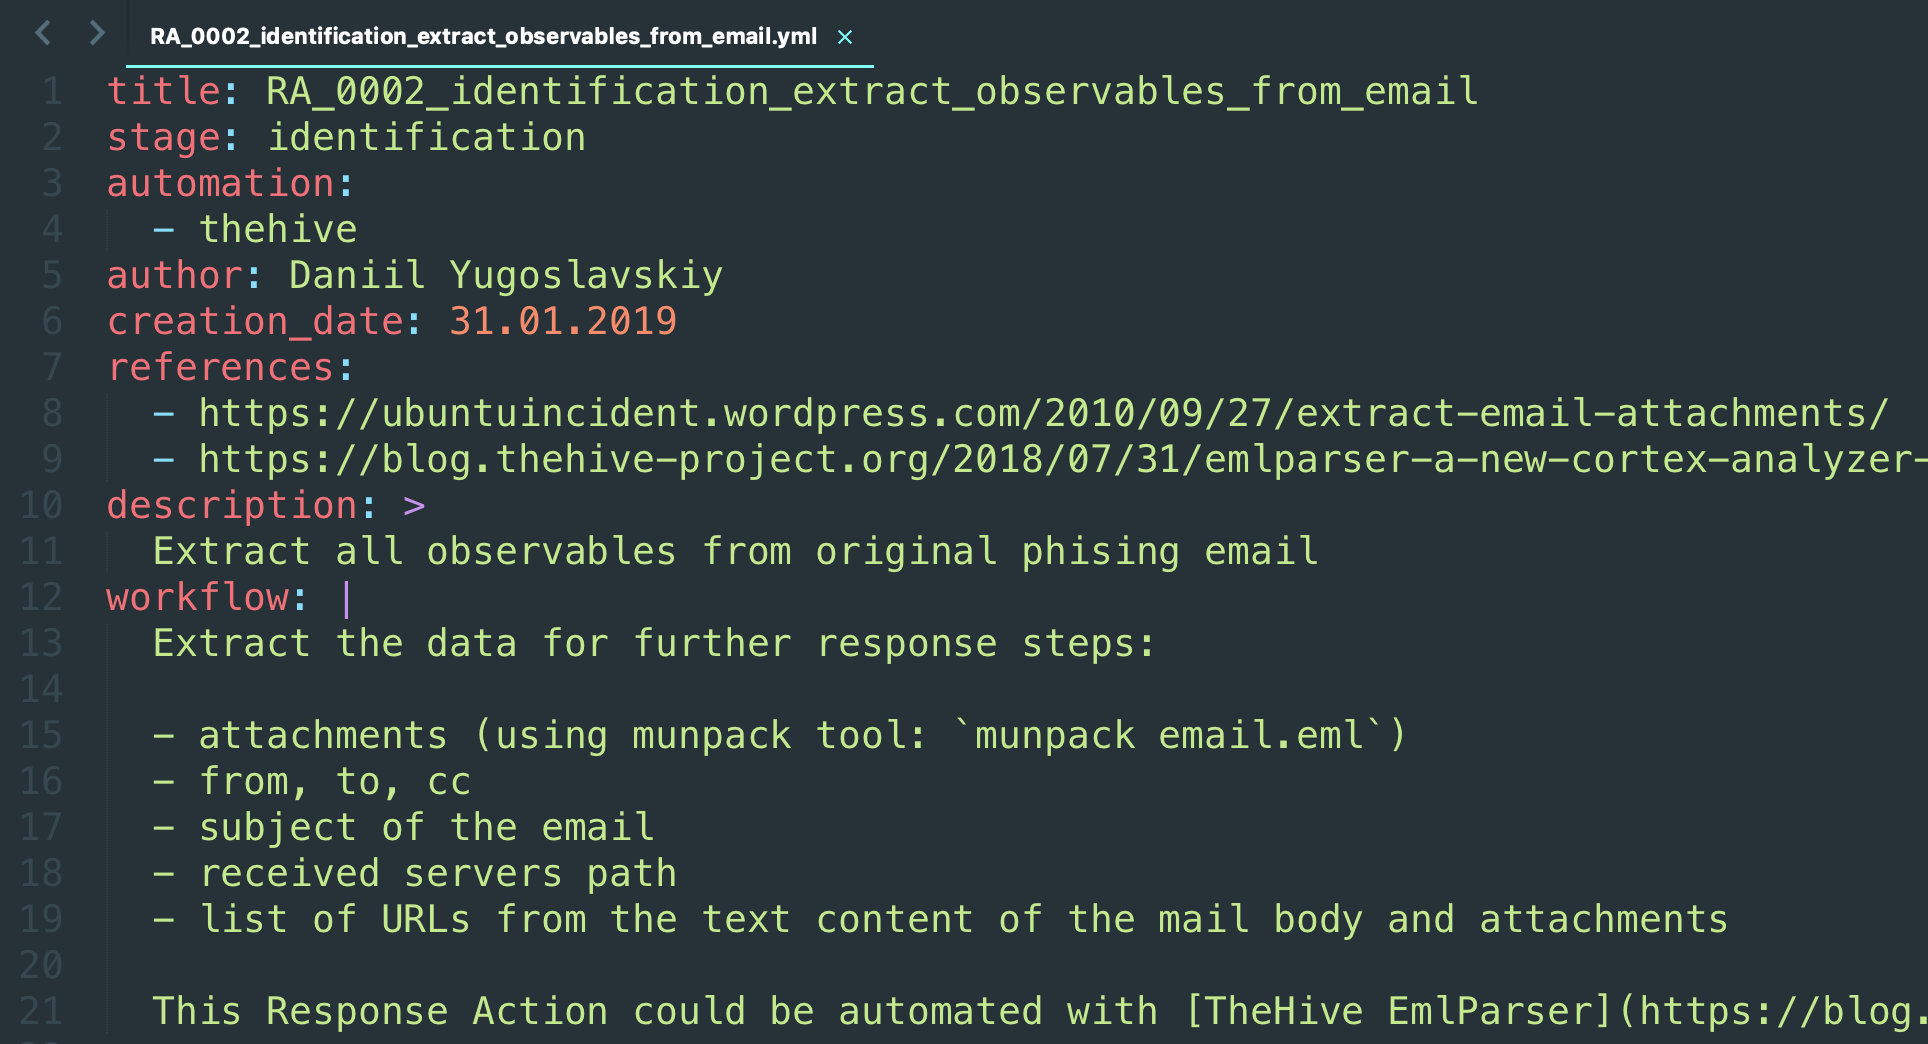 RA_0002_identification_extract_observables_from_email.yml ×
1 title: RA_0002_identification_extract_observables_from_email
2 stage: identification
3 automation:
4 - thehive
5 author: Daniil Yugoslavskiy
6 creation_date: 31.01.2019
7 references:
8 - https://ubuntuincident.wordpress.com/2010/09/27/extract-email-attachments/
9 - https://blog.thehive-project.org/2018/07/31/emlparser-a-new-cortex-analyzer-
10 description: >
11 Extract all observables from original phising email
12 workflow: |
13 Extract the data for further response steps:
14
15 - attachments (using munpack tool: `munpack email.eml`)
16 - from, to, cc
17 - subject of the email
18 - received servers path
19 - list of URLs from the text content of the mail body and attachments
20
21 This Response Action could be automated with [TheHive EmlParser](https://blog.